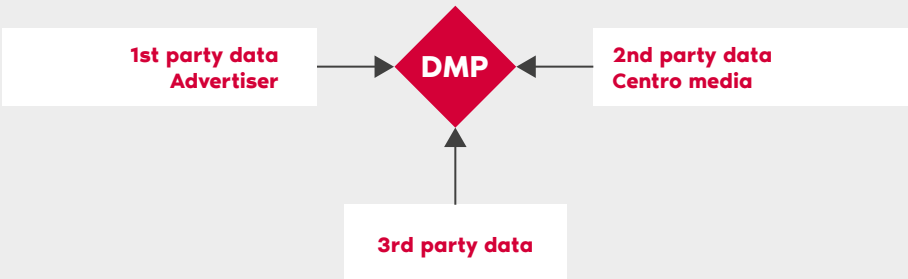 1st party data
Advertiser
DMP
2nd party data
Centro media
3rd party data